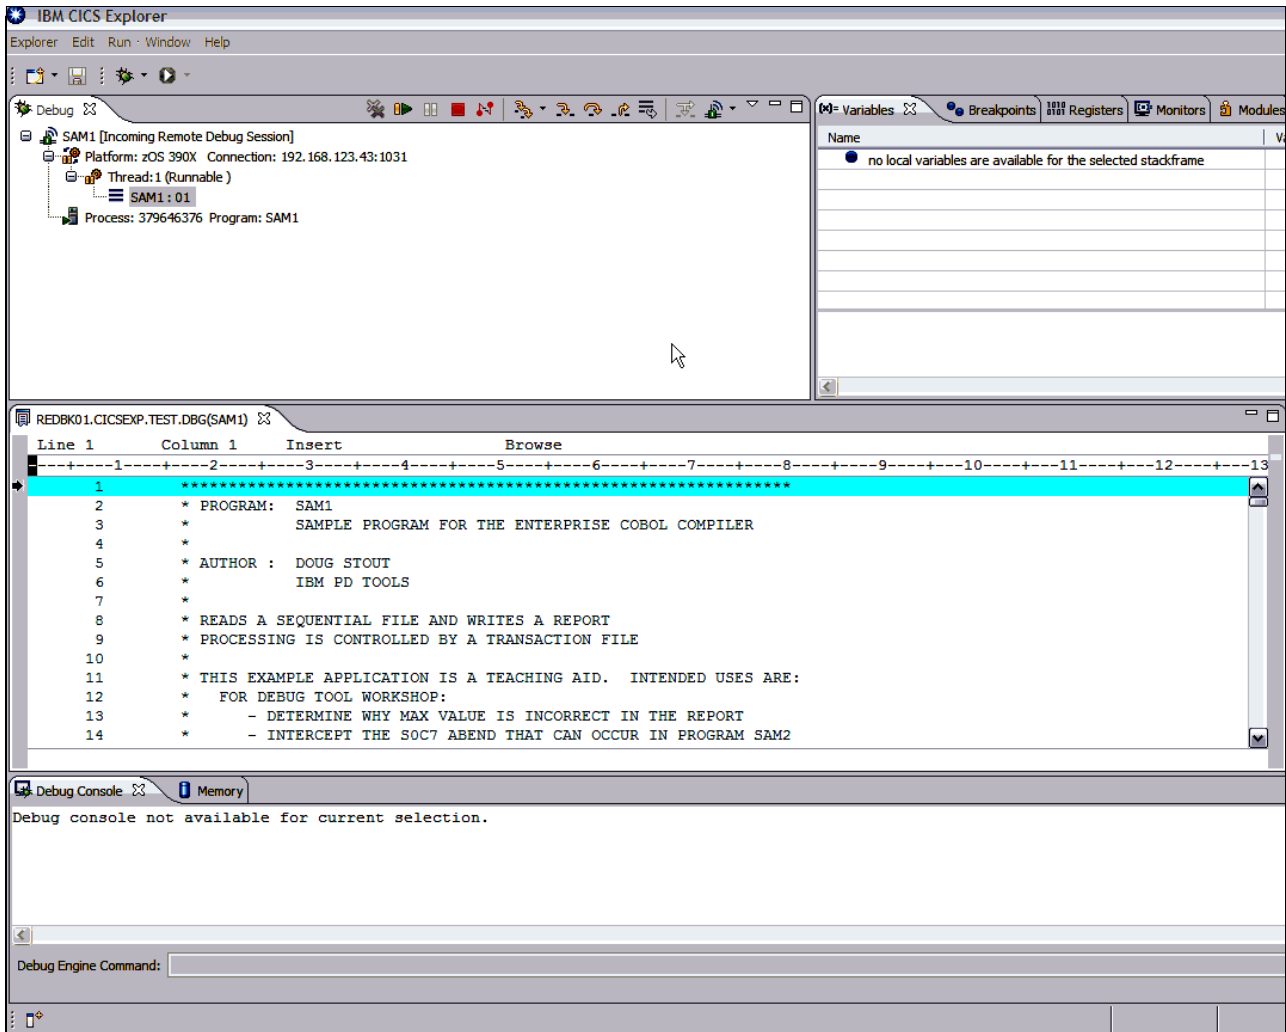 IBM CICS Explorer
Explorer Edit Run Window Help
Debug
SAM1 [Incoming Remote Debug Session]
Platform: zOS 390X Connection: 192.168.123.43:1031
Thread:1 (Runnable )
SAM1 : 01
Process: 379646376 Program: SAM1
(x)= Variables Breakpoints 1010 0101 Registers Monitors Modules
Name
no local variables are available for the selected stackframe
REDBK01.CICSEXP.TEST.DBG(SAM1)
Line 1 Column 1 Insert Browse
----+----1----+----2----+----3----+----4----+----5----+----6----+----7----+----8----+----9----+---10----+---11----+---12----+---13
1 ****************************************************************
2 * PROGRAM: SAM1
3 * SAMPLE PROGRAM FOR THE ENTERPRISE COBOL COMPILER
4 *
5 * AUTHOR : DOUG STOUT
6 * IBM PD TOOLS
7 *
8 * READS A SEQUENTIAL FILE AND WRITES A REPORT
9 * PROCESSING IS CONTROLLED BY A TRANSACTION FILE
10 *
11 * THIS EXAMPLE APPLICATION IS A TEACHING AID. INTENDED USES ARE:
12 * FOR DEBUG TOOL WORKSHOP:
13 * - DETERMINE WHY MAX VALUE IS INCORRECT IN THE REPORT
14 * - INTERCEPT THE S0C7 ABEND THAT CAN OCCUR IN PROGRAM SAM2
Debug Console Memory
Debug console not available for current selection.
Debug Engine Command: